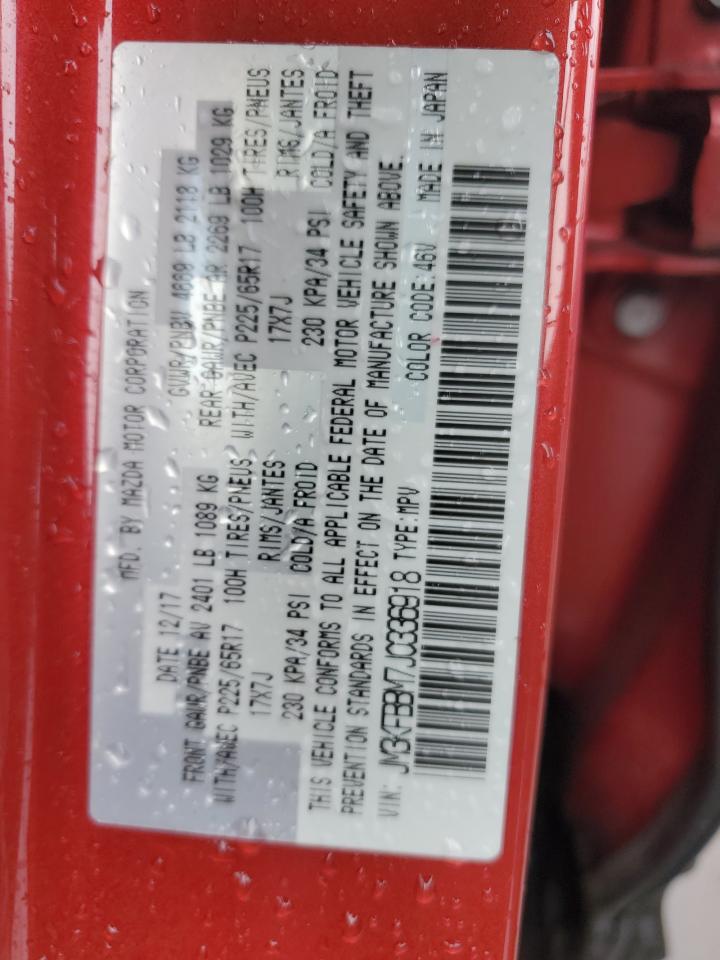 MFD. BY MAZDA MOTOR CORPORATION
DATE 12/17 GVWR/PNBV 4669 LB 2118 KG
FRONT GAWR/PNBE AV 2401 LB 1089 KG REAR GAWR/PNBE AR 2269 LB 1029 KG
WITH/AVEC P225/65R17 100H TIRES/PNEUS WITH/AVEC P225/65R17 100H TIRES/PNEUS
17X7J RIMS/JANTES 17X7J RIMS/JANTES
230 KPA/34 PSI COLD/A FROID 230 KPA/34 PSI COLD/A FROID
THIS VEHICLE CONFORMS TO ALL APPLICABLE FEDERAL MOTOR VEHICLE SAFETY AND THEFT
PREVENTION STANDARDS IN EFFECT ON THE DATE OF MANUFACTURE SHOWN ABOVE.
VIN: JM3KFBBM7JC336918 TYPE:MPV COLOR CODE:46V MADE IN JAPAN